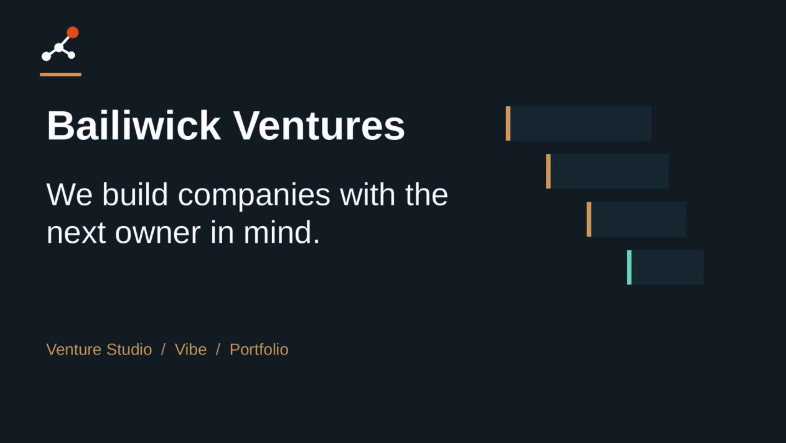 Bailiwick Ventures
We build companies with the
next owner in mind.
Venture Studio / Vibe / Portfolio